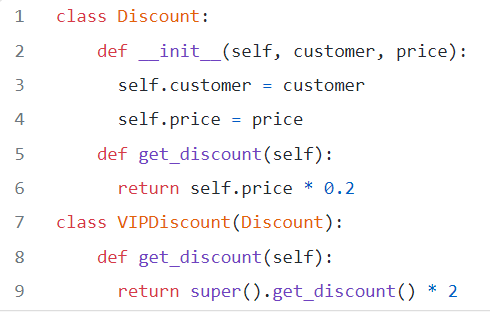 1 class Discount:
2     def __init__(self, customer, price):
3       self.customer = customer
4       self.price = price
5     def get_discount(self):
6       return self.price * 0.2
7 class VIPDiscount(Discount):
8     def get_discount(self):
9       return super().get_discount() * 2